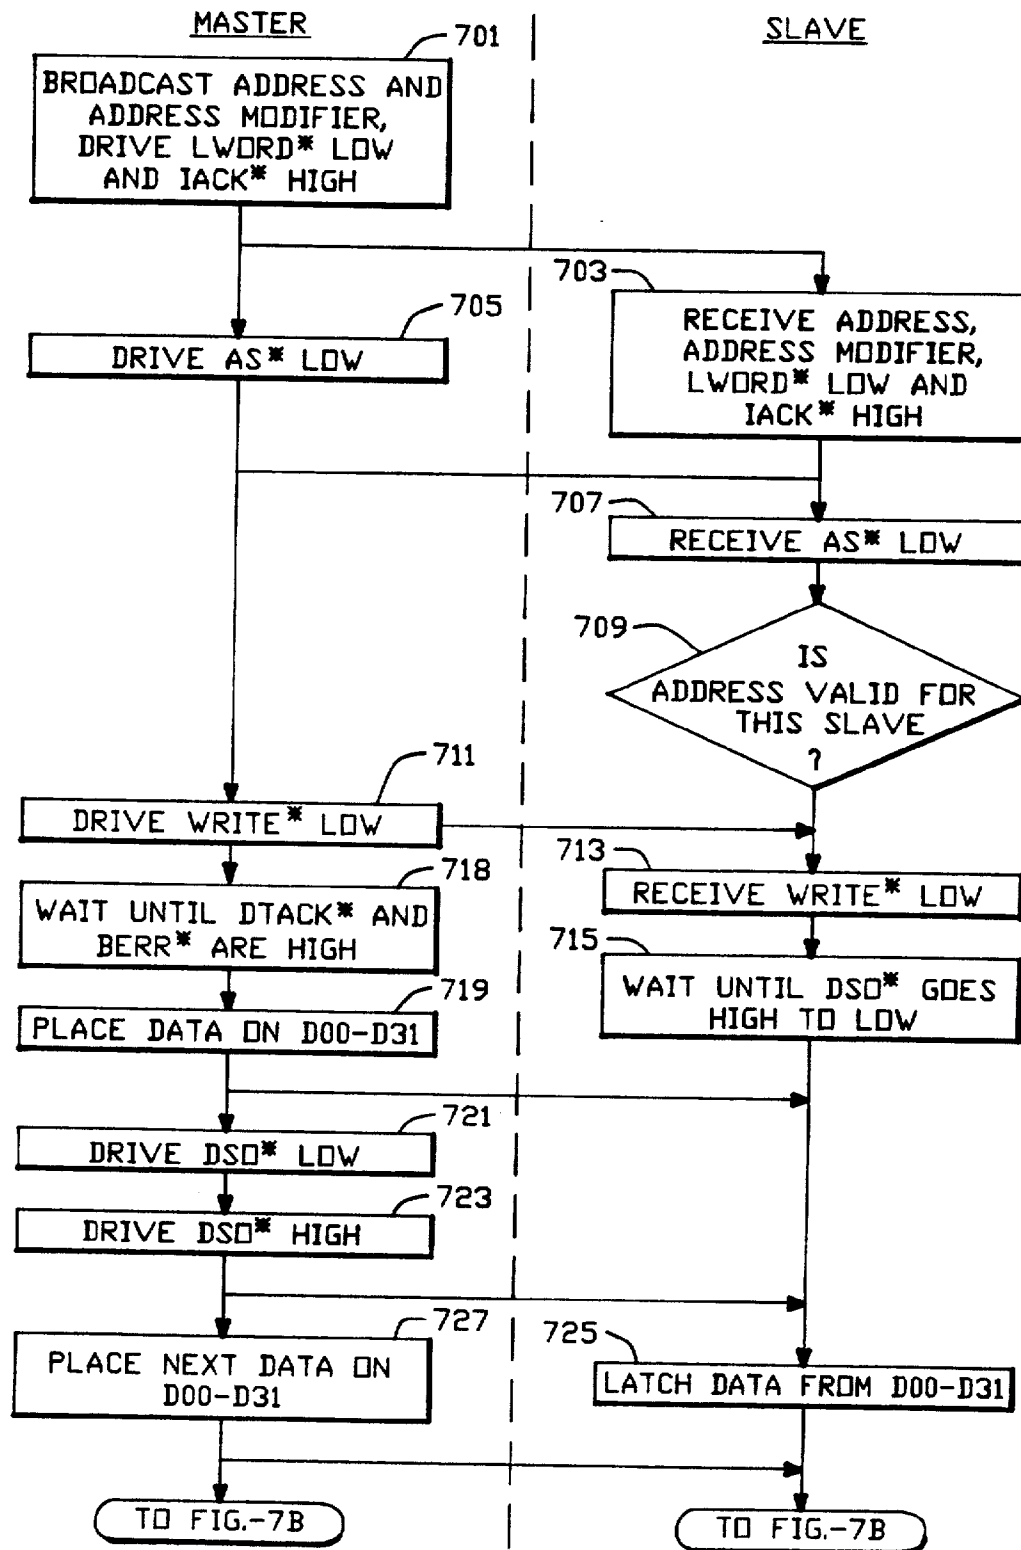 MASTER
SLAVE
701
BROADCAST ADDRESS AND
ADDRESS MODIFIER,
DRIVE LWORD* LOW
AND IACK* HIGH
703
RECEIVE ADDRESS,
ADDRESS MODIFIER,
LWORD* LOW AND
IACK* HIGH
705
DRIVE AS* LOW
707
RECEIVE AS* LOW
709
IS
ADDRESS VALID FOR
THIS SLAVE
?
711
DRIVE WRITE* LOW
713
RECEIVE WRITE* LOW
718
WAIT UNTIL DTACK* AND
BERR* ARE HIGH
715
WAIT UNTIL DSO* GOES
HIGH TO LOW
719
PLACE DATA ON D00-D31
721
DRIVE DSO* LOW
723
DRIVE DSO* HIGH
727
PLACE NEXT DATA ON
D00-D31
725
LATCH DATA FROM D00-D31
TO FIG.-7B
TO FIG.-7B